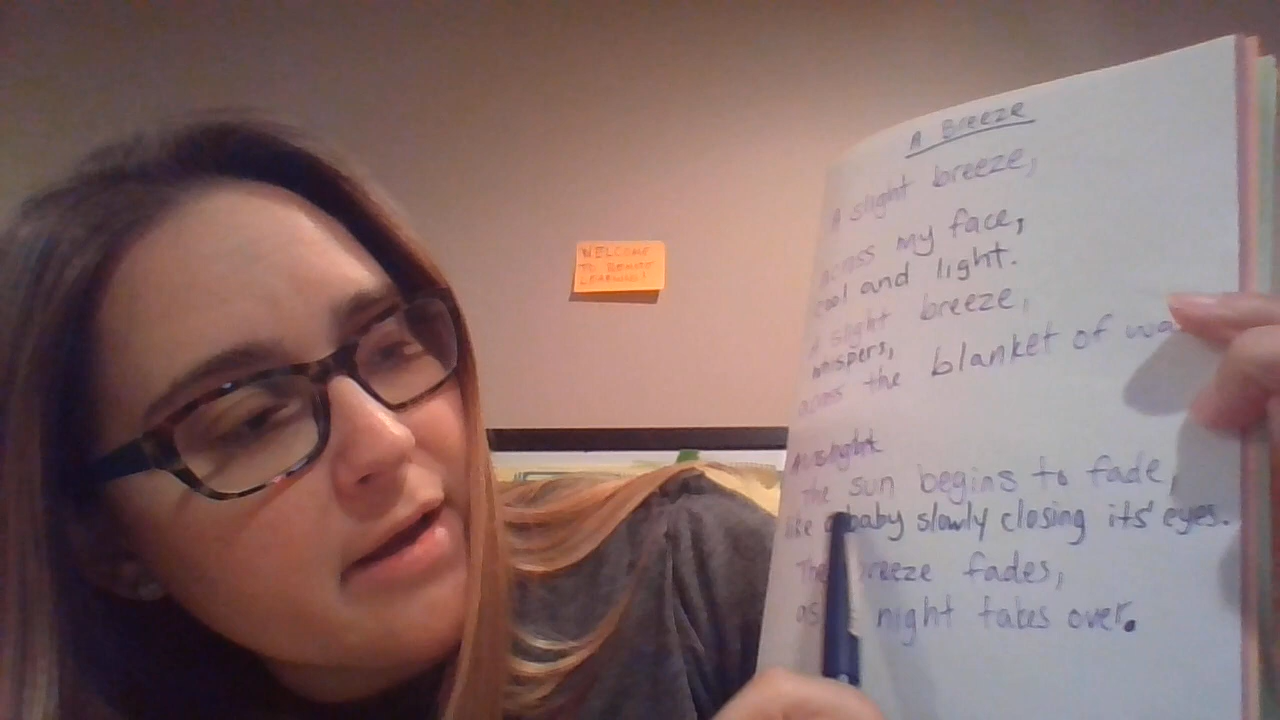 A Breeze
A slight breeze,
across my face,
cool and light.
A slight breeze,
whispers,
across the blanket of
The sun begins to fade,
like a baby slowly closing its' eyes.
The breeze fades,
as night takes over.
WELCOME
TO REMOTE
LEARNING!